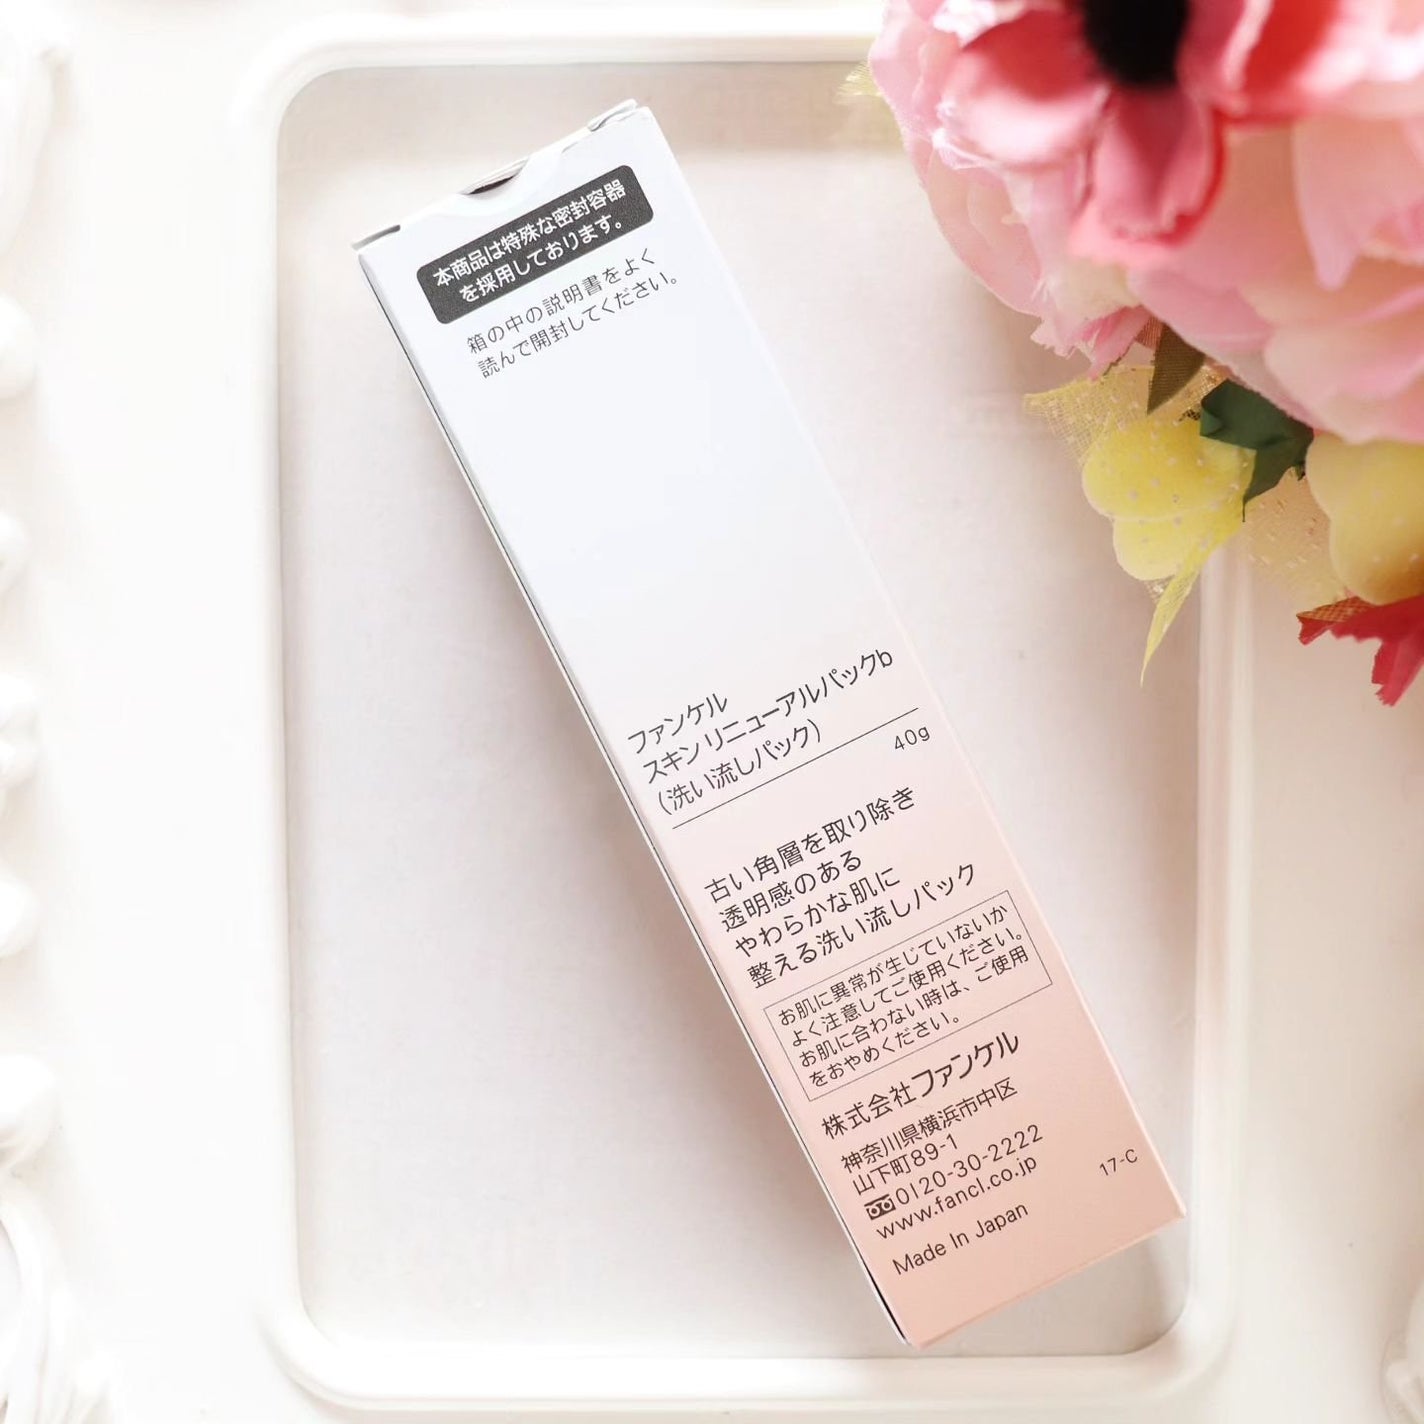 本商品は特殊な密封容器
を採用しております。
箱の中の説明書をよく
読んで開封してください。
ファンケル
スキン リニューアルパックb
（洗い流しパック）
40g
古い角層を取り除き
透明感のある
やわらかな肌に
整える洗い流しパック
お肌に異常が生じていないか
よく注意してご使用ください。
お肌に合わない時は、ご使用
をおやめください。
株式会社ファンケル
神奈川県横浜市中区
山下町89-1
0120-30-2222
www.fancl.co.jp
17-C
Made In Japan